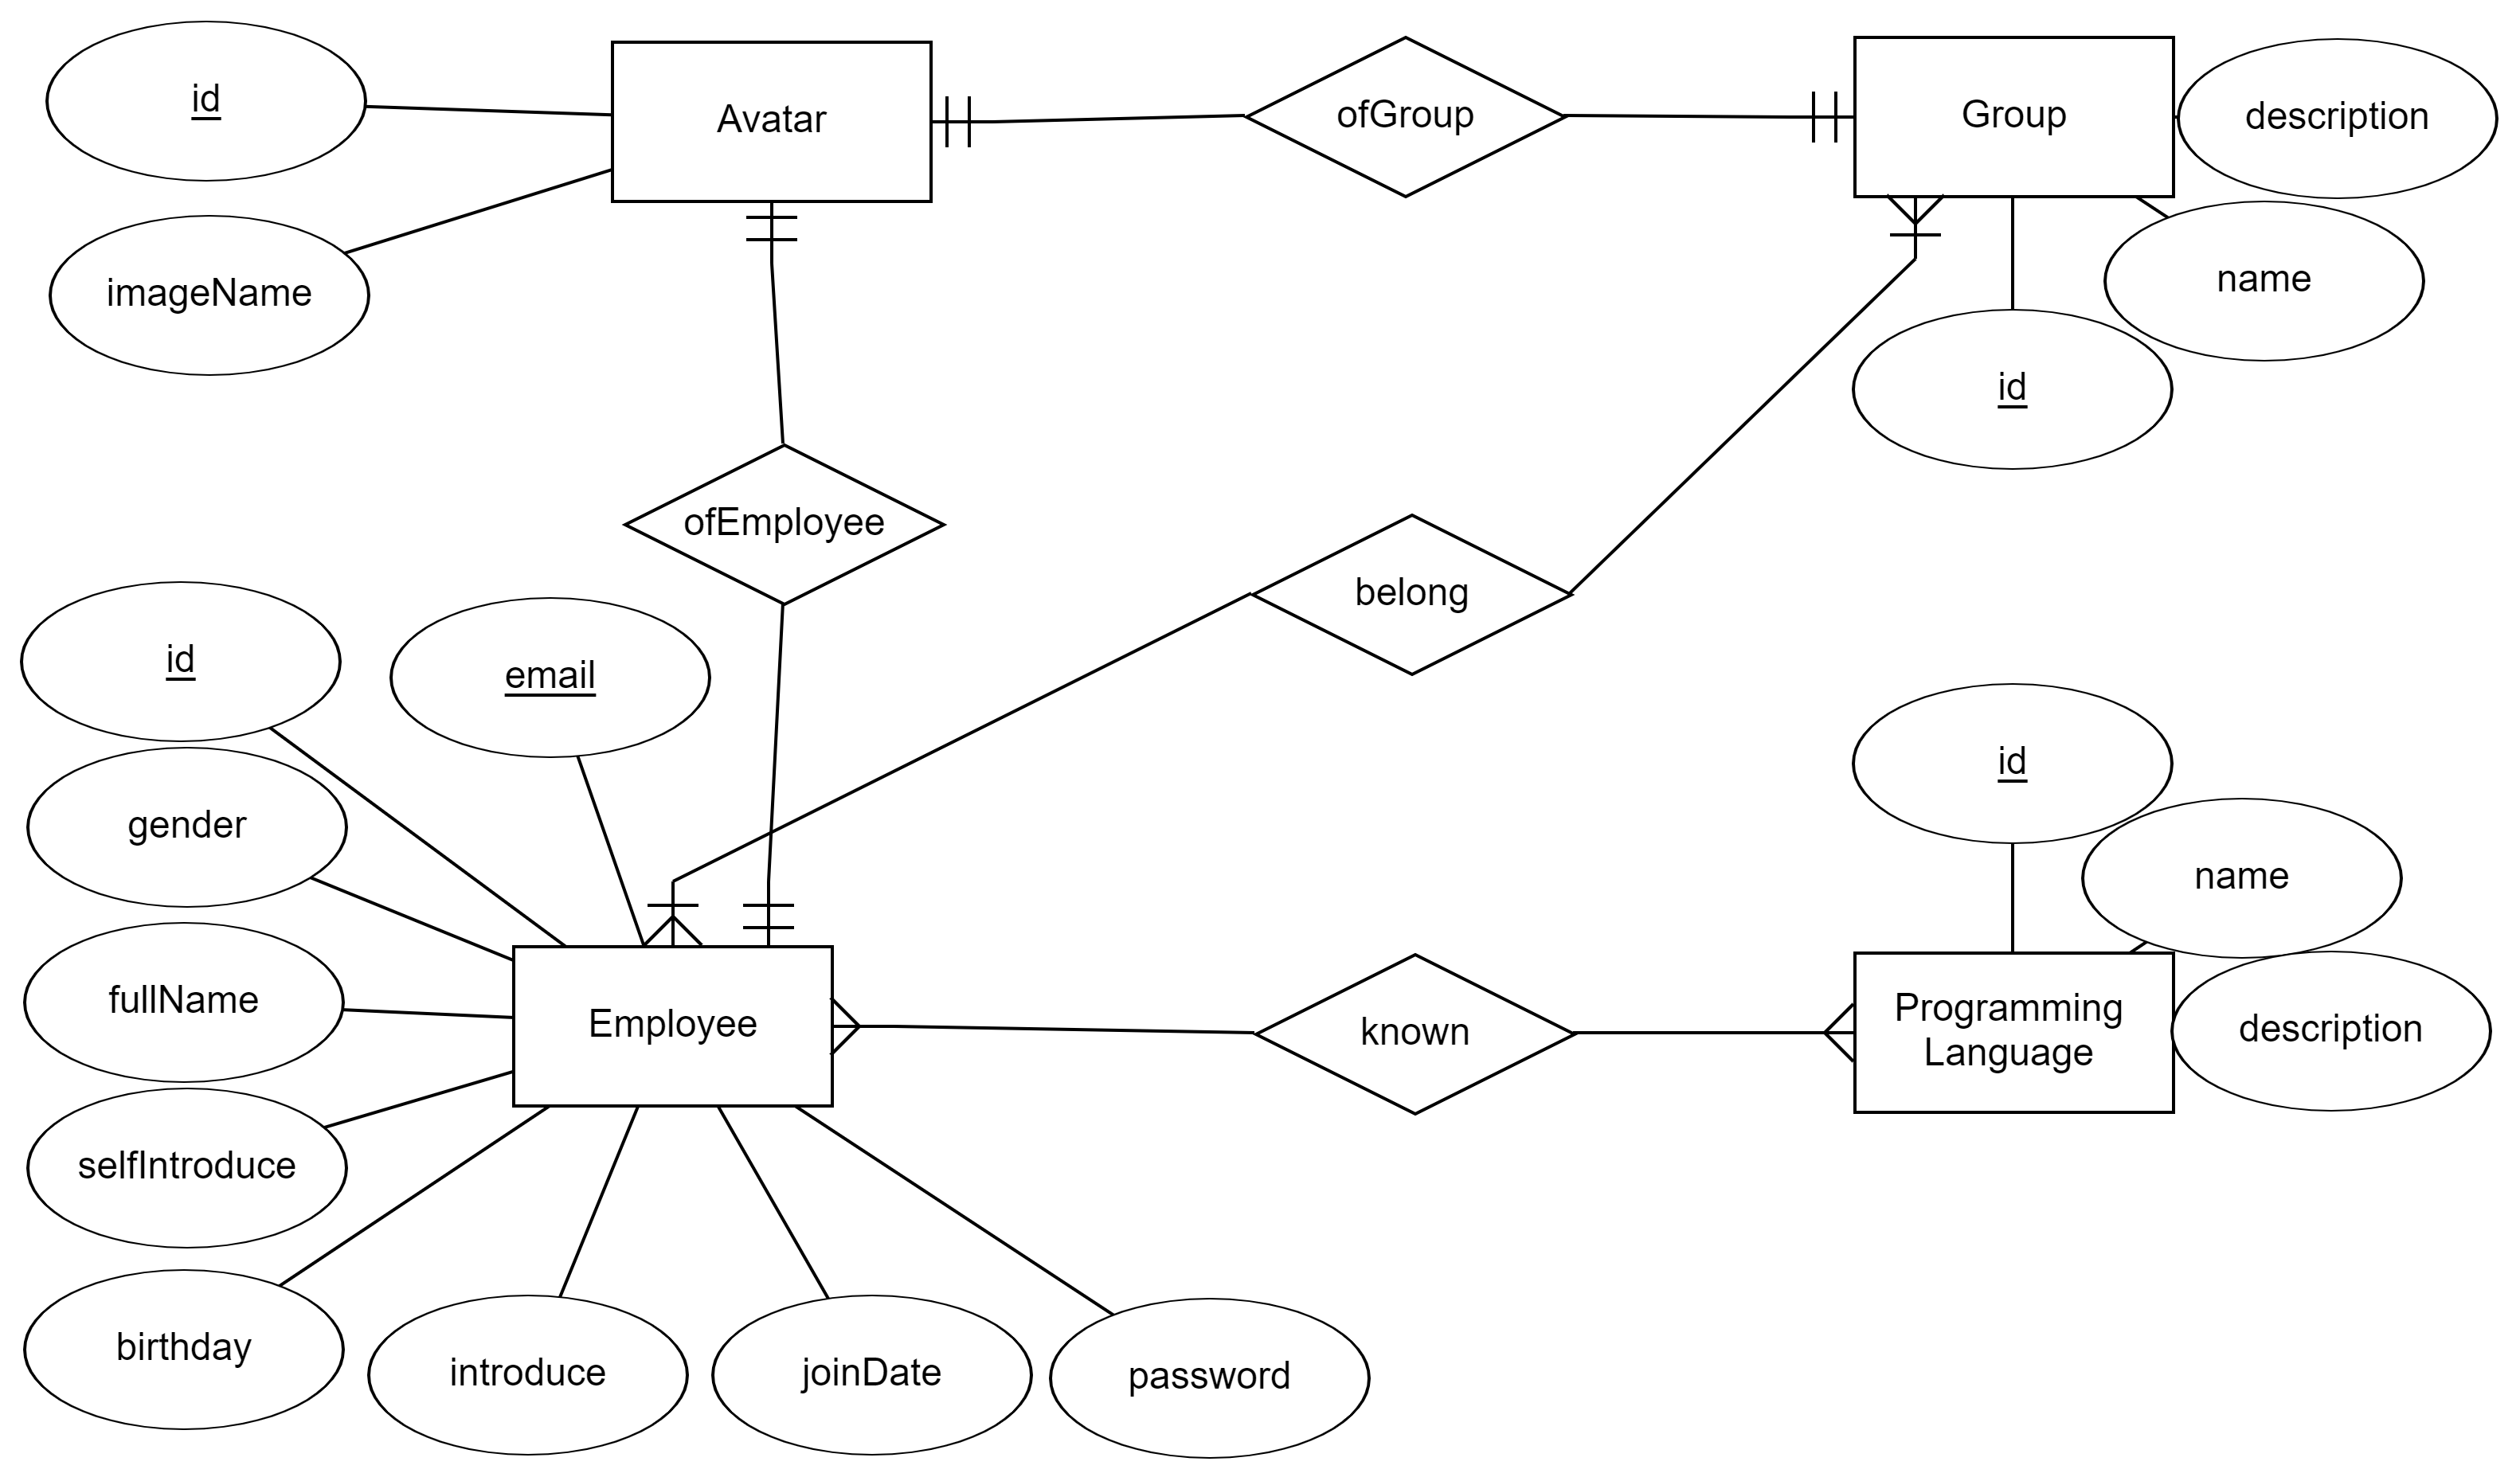 id
Avatar
ofGroup
Group
description
imageName
name
id
ofEmployee
belong
id
email
id
gender
name
fullName
Employee
known
Programming
Language
description
selfIntroduce
birthday
introduce
joinDate
password